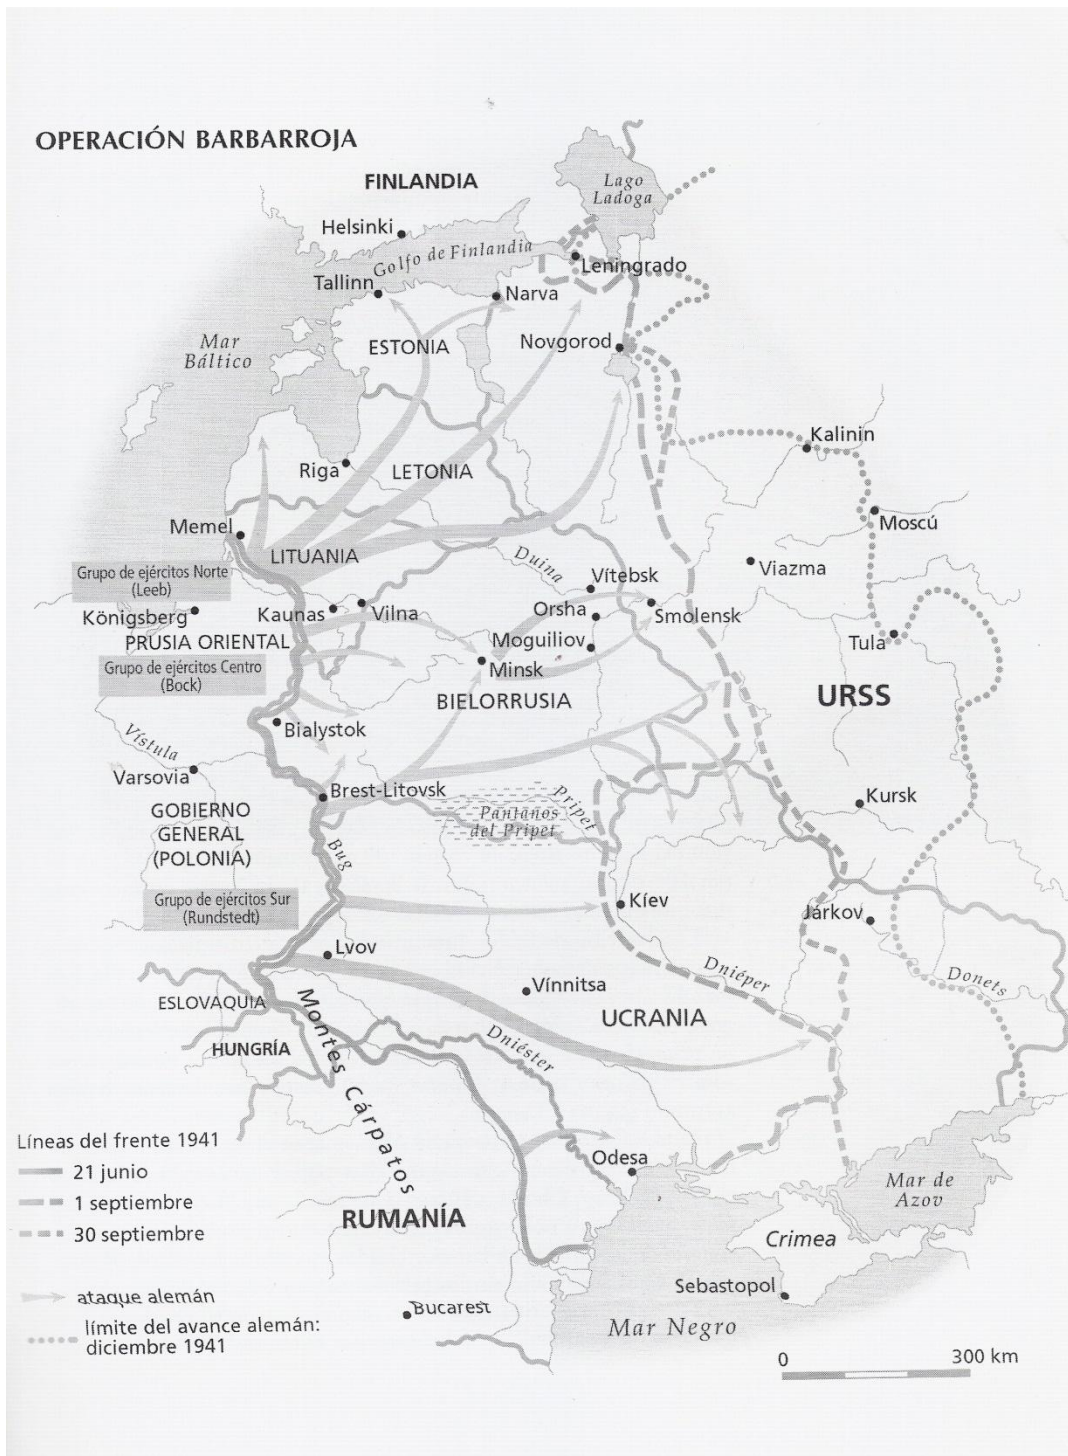 OPERACIÓN BARBARROJA
FINLANDIA
Lago
Ladoga
Helsinki
Golfo de Finlandia
Leningrado
Tallinn
Narva
Mar
Báltico
ESTONIA
Novgorod
Kalinin
Riga
LETONIA
Moscú
Memel
LITUANIA
Duina
Viazma
Grupo de ejércitos Norte
(Leeb)
Vítebsk
Königsberg
Kaunas
Vilna
Orsha
Smolensk
PRUSIA ORIENTAL
Moguiliov
Tula
Grupo de ejércitos Centro
(Bock)
Minsk
BIELORRUSIA
URSS
Bialystok
Vístula
Varsovia
Brest-Litovsk
Pripet
Kursk
GOBIERNO
GENERAL
(POLONIA)
Pantanos
del Pripet
Bug
Grupo de ejércitos Sur
(Rundstedt)
Kíev
Járkov
Lvov
Dniéper
Donets
Vínnitsa
ESLOVAQUIA
UCRANIA
Montes Cárpatos
HUNGRÍA
Dniéster
Líneas del frente 1941
21 junio
1 septiembre
30 septiembre
Odesa
Mar de
Azov
RUMANÍA
Crimea
ataque alemán
Sebastopol
Bucarest
límite del avance alemán:
diciembre 1941
Mar Negro
0 300 km